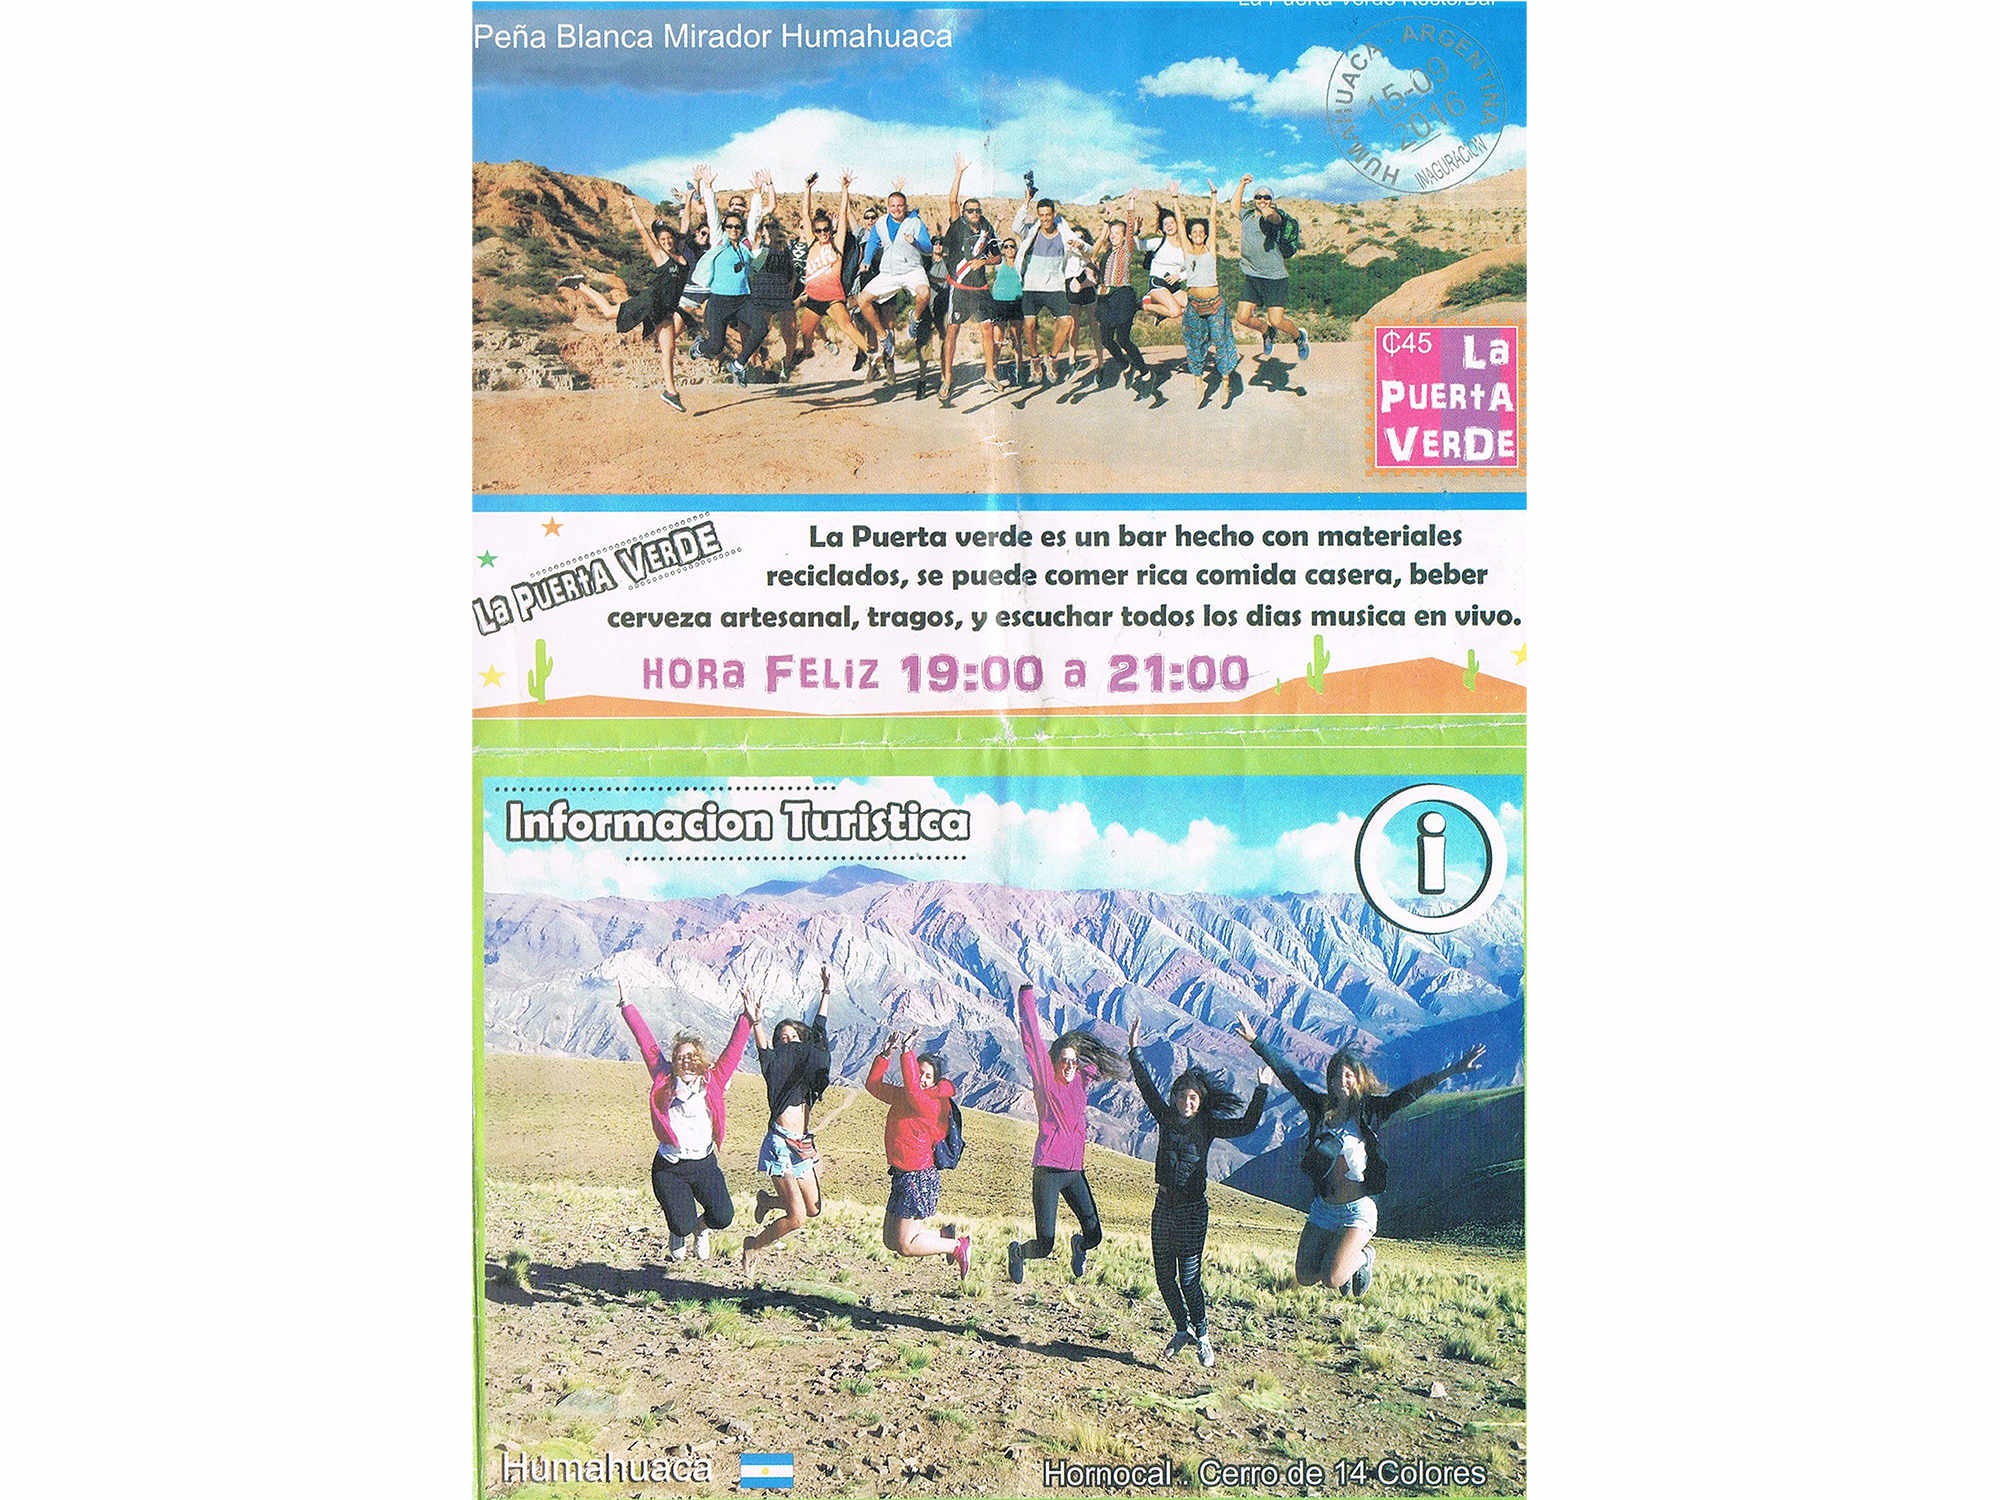 La Puerta Verde Resto/Bar
Peña Blanca Mirador Humahuaca
HUMAHUACA · ARGENTINA
15-09
2016
INAGURACION
₵45
La
PUERtA
VERDE
La PUERtA VERDE
La Puerta verde es un bar hecho con materiales
reciclados, se puede comer rica comida casera, beber
cerveza artesanal, tragos, y escuchar todos los dias musica en vivo.
HORa FELiZ 19:00 a 21:00
Informacion Turistica
i
Humahuaca
Hornocal . Cerro de 14 Colores